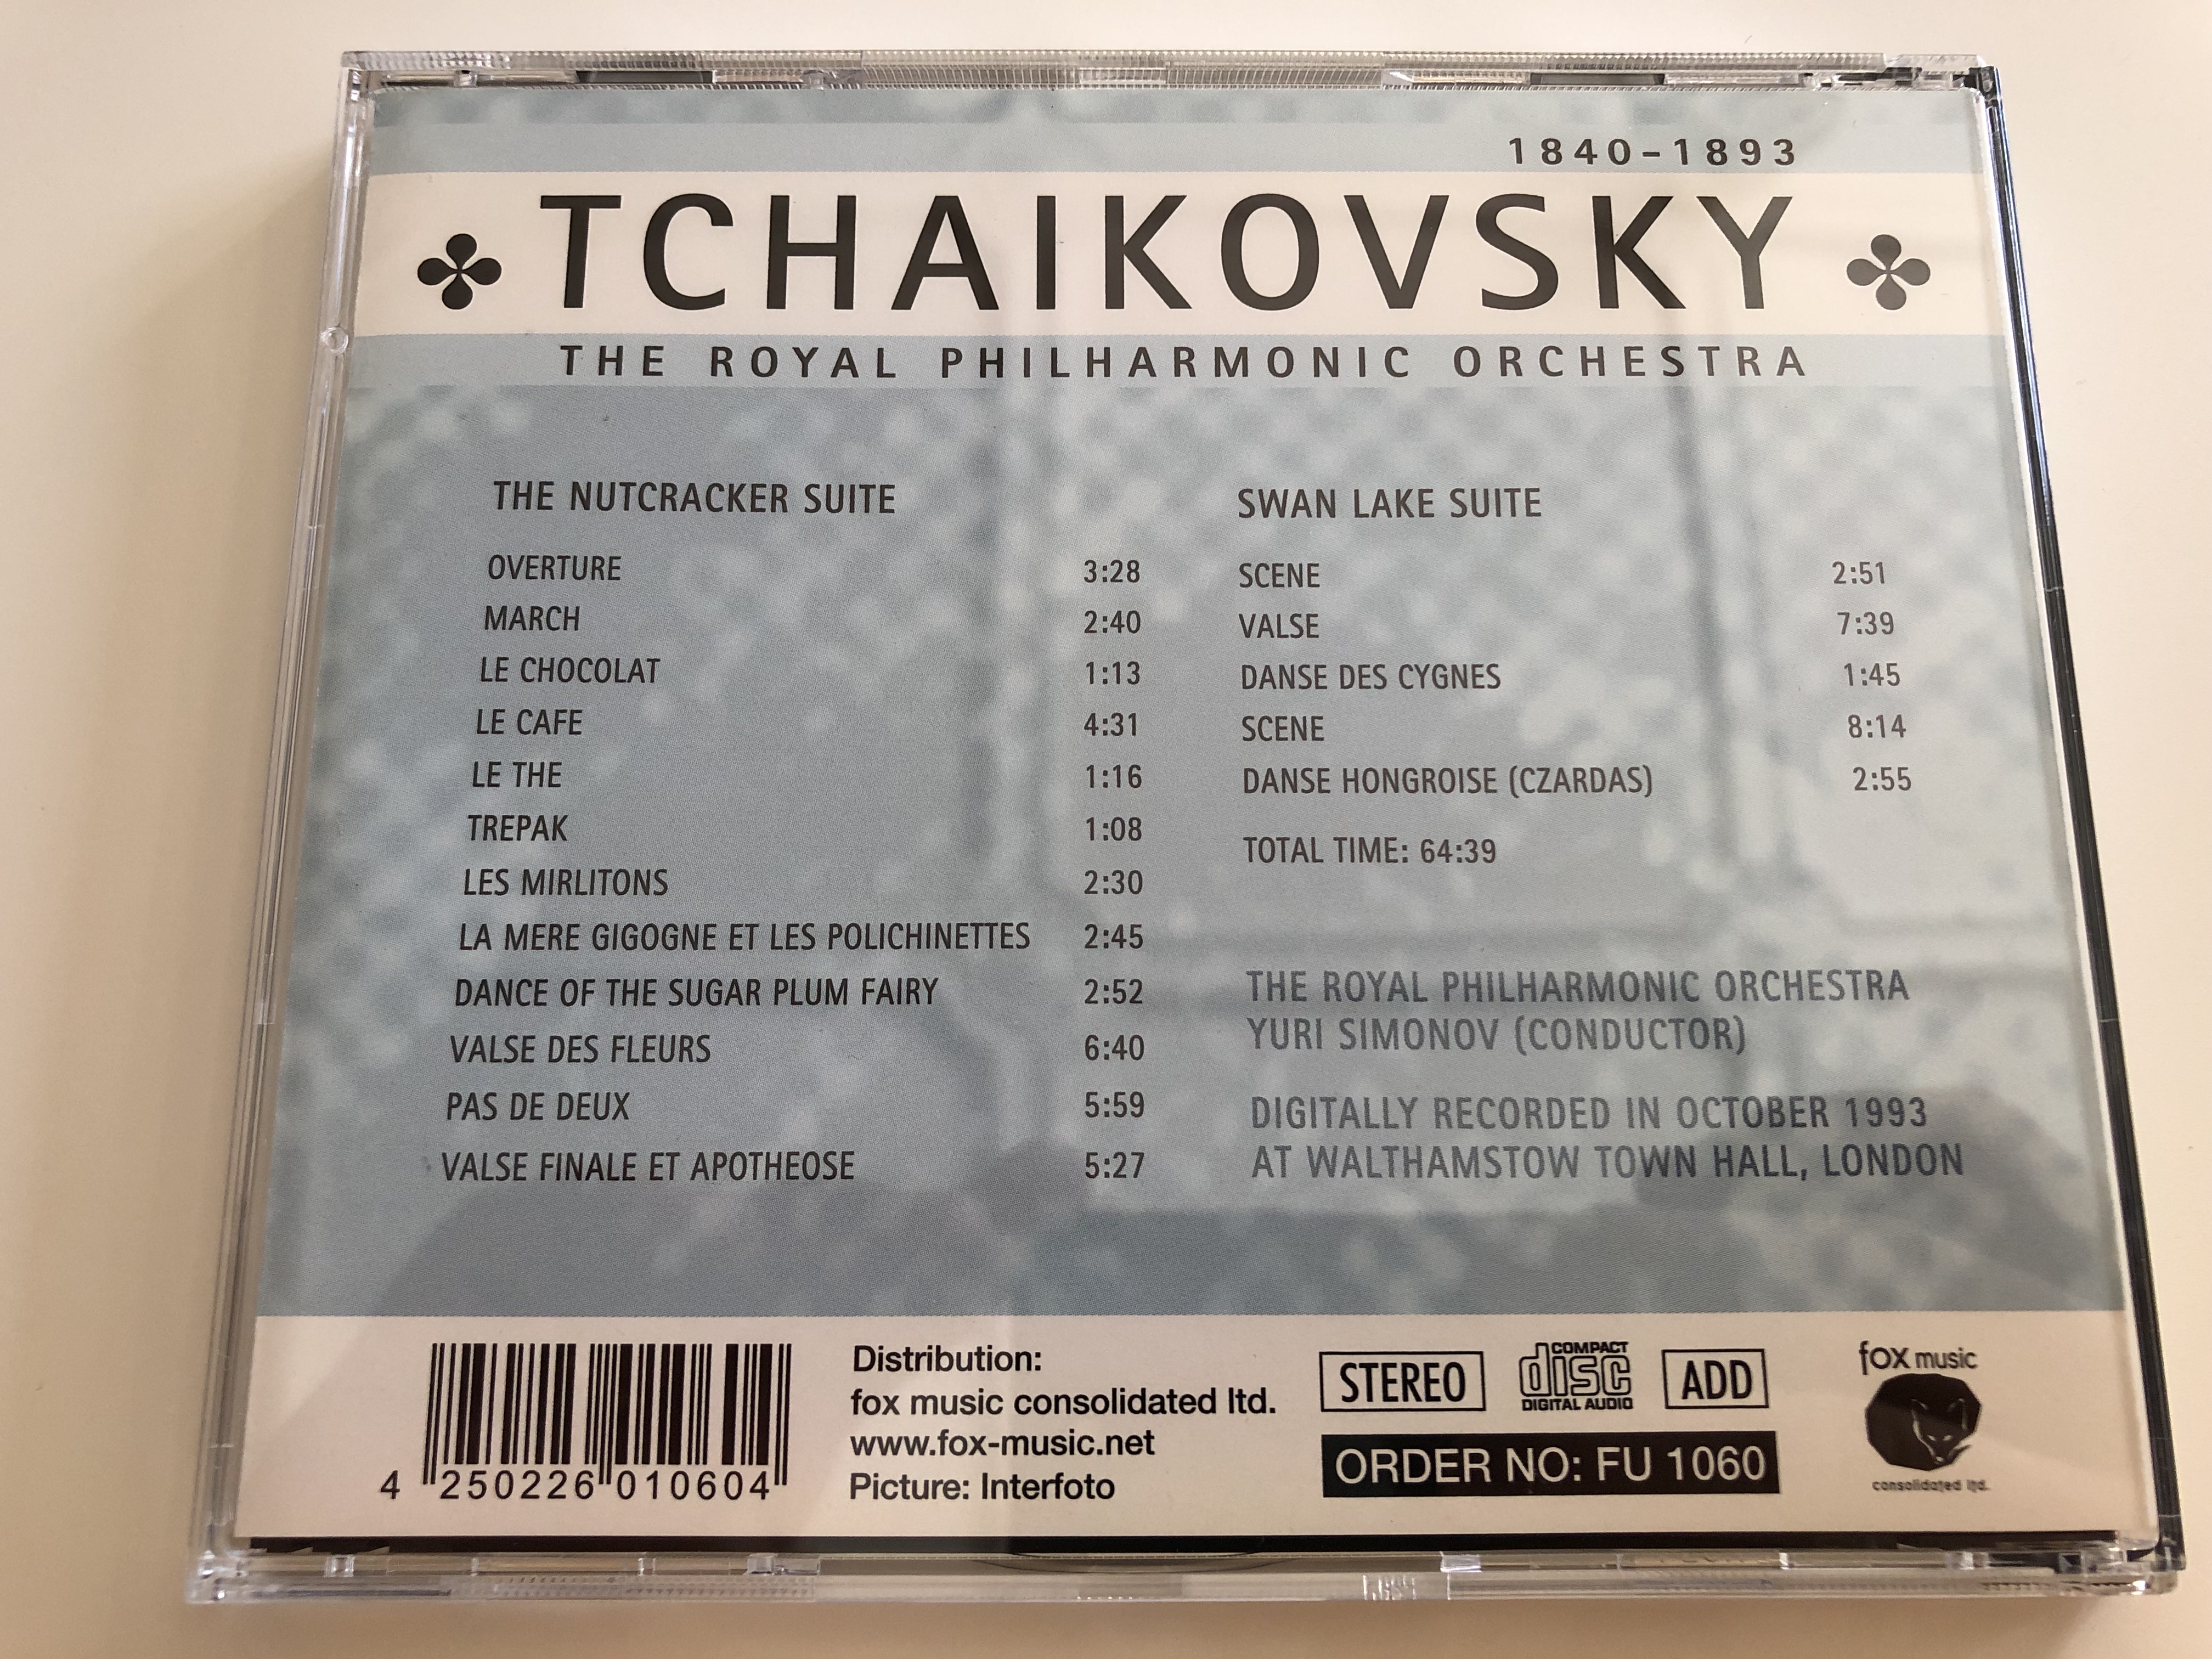 1840-1893
TCHAIKOVSKY
THE ROYAL PHILHARMONIC ORCHESTRA
THE NUTCRACKER SUITE
OVERTURE 3:28
MARCH 2:40
LE CHOCOLAT 1:13
LE CAFE 4:31
LE THE 1:16
TREPAK 1:08
LES MIRLITONS 2:30
LA MERE GIGOGNE ET LES POLICHINETTES 2:45
DANCE OF THE SUGAR PLUM FAIRY 2:52
VALSE DES FLEURS 6:40
PAS DE DEUX 5:59
VALSE FINALE ET APOTHEOSE 5:27
SWAN LAKE SUITE
SCENE 2:51
VALSE 7:39
DANSE DES CYGNES 1:45
SCENE 8:14
DANSE HONGROISE (CZARDAS) 2:55
TOTAL TIME: 64:39
THE ROYAL PHILHARMONIC ORCHESTRA
YURI SIMONOV (CONDUCTOR)
DIGITALLY RECORDED IN OCTOBER 1993
AT WALTHAMSTOW TOWN HALL, LONDON
4 250226 010604
Distribution:
fox music consolidated ltd.
www.fox-music.net
Picture: Interfoto
STEREO
COMPACT
disc
DIGITAL AUDIO
ADD
ORDER NO: FU 1060
fox music
consolidated ltd.